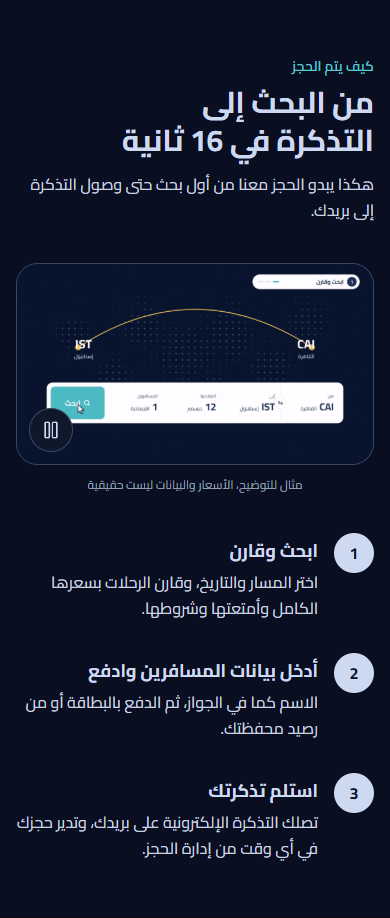 كيف يتم الحجز
من البحث إلى
التذكرة في 16 ثانية
هكذا يبدو الحجز معنا من أول بحث حتى وصول التذكرة
إلى بريدك.
1 ابحث وقارن
CAI
القاهرة
IST
إسطنبول
من
CAI القاهرة
إلى
IST إسطنبول
المغادرة
12 ديسمبر
المسافرون
1 اقتصادية
ابحث
مثال للتوضيح، الأسعار والبيانات ليست حقيقية
1
ابحث وقارن
اختر المسار والتاريخ، وقارن الرحلات بسعرها
الكامل وأمتعتها وشروطها.
2
أدخل بيانات المسافرين وادفع
الاسم كما في الجواز، ثم الدفع بالبطاقة أو من
رصيد محفظتك.
3
استلم تذكرتك
تصلك التذكرة الإلكترونية على بريدك، وتدير حجزك
في أي وقت من إدارة الحجز.